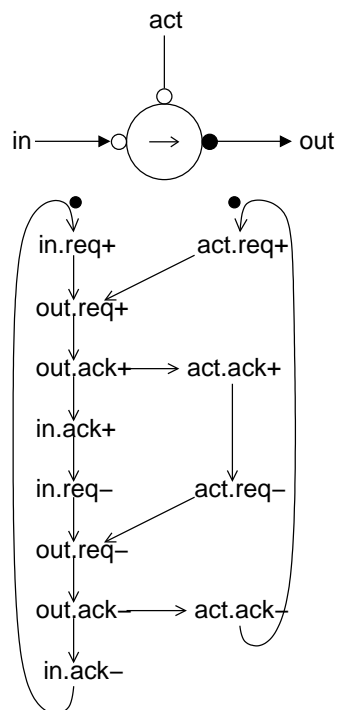 act
in → out
in.req+ act.req+
out.req+
out.ack+ act.ack+
in.ack+
in.req− act.req−
out.req−
out.ack− act.ack−
in.ack−